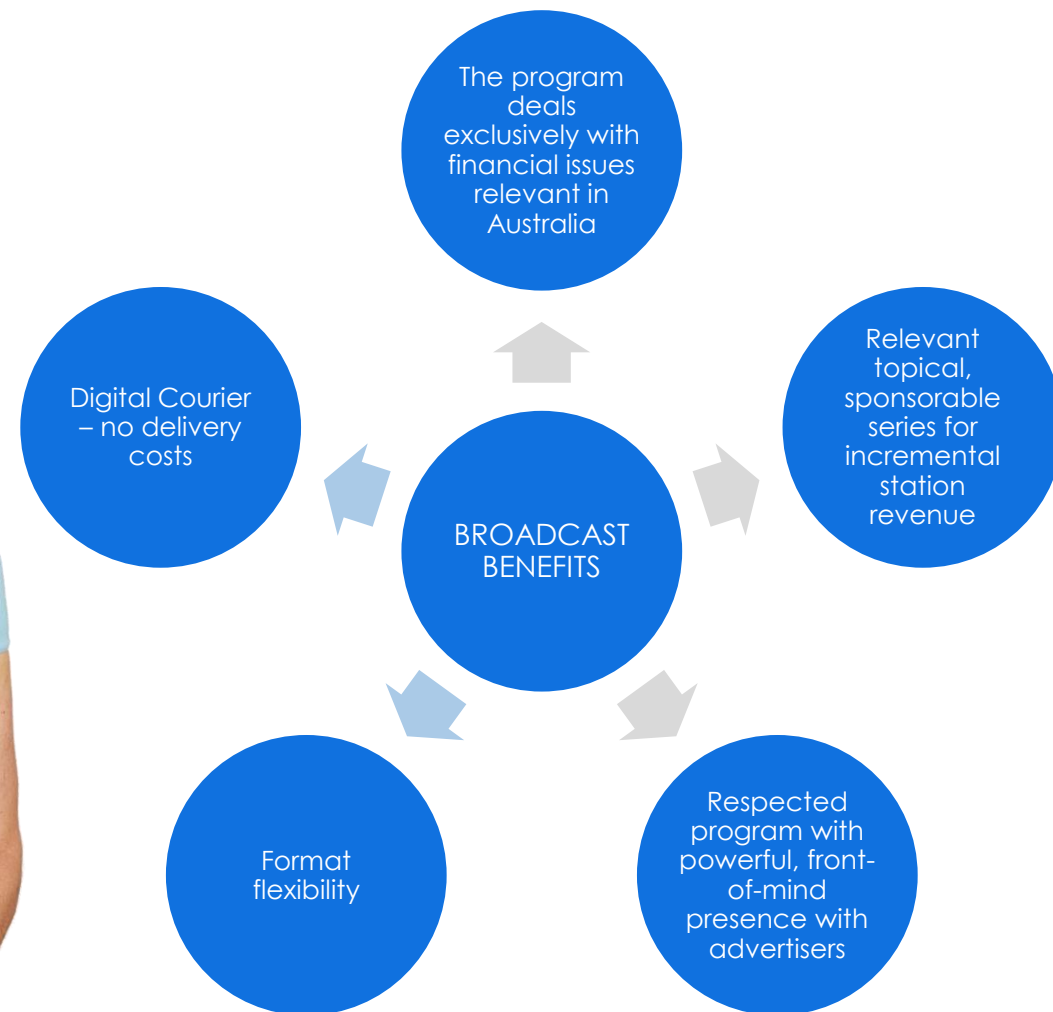 The program
deals
exclusively with
financial issues
relevant in
Australia
Relevant
topical,
sponsorable
series for
incremental
station
revenue
Digital Courier
– no delivery
costs
BROADCAST
BENEFITS
Format
flexibility
Respected
program with
powerful, front-
of-mind
presence with
advertisers